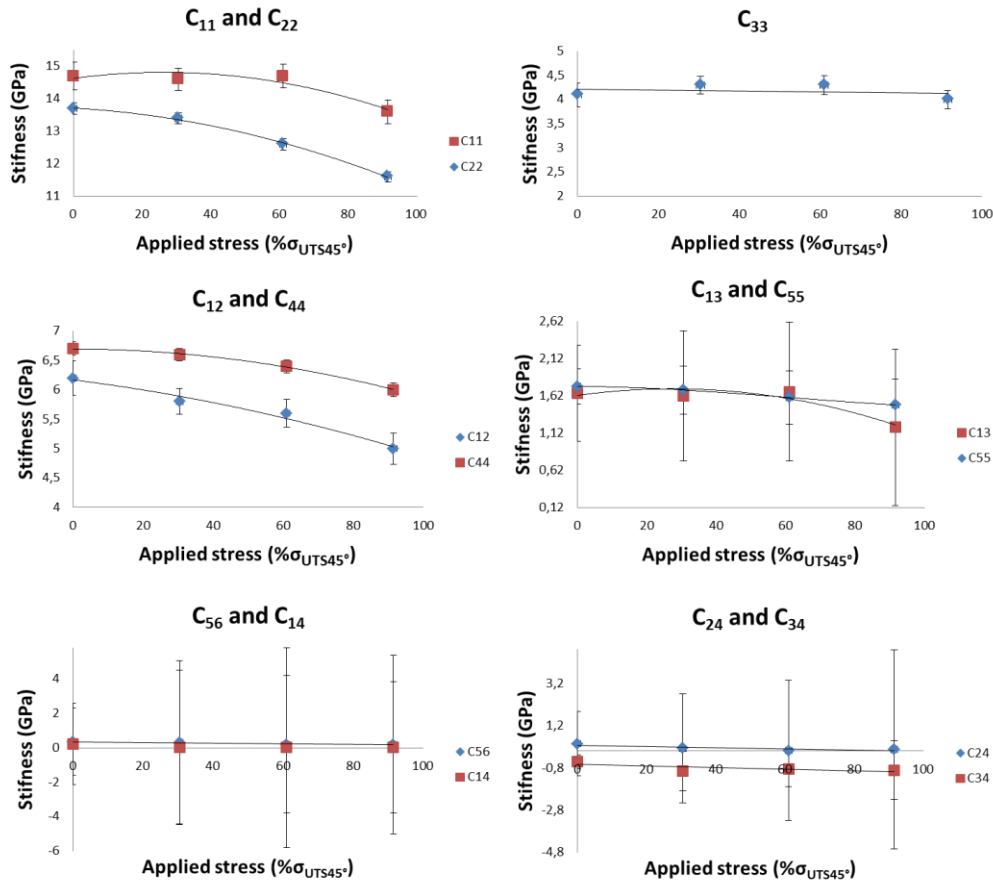 C11 and C22
Stifness (GPa)
15
14
13
12
11
0 20 40 60 80 100
Applied stress (%σUTS45°)
C11
C22
C33
Stifness (GPa)
5
4,5
4
3,5
3
2,5
2
0 20 40 60 80 100
Applied stress (%σUTS45°)
C12 and C44
Stifness (GPa)
7
6,5
6
5,5
5
4,5
4
0 20 40 60 80 100
Applied stress (%σUTS45°)
C12
C44
C13 and C55
Stifness (GPa)
2,62
2,12
1,62
1,12
0,62
0,12
0 20 40 60 80 100
Applied stress (%σUTS45°)
C13
C55
C56 and C14
Stifness (GPa)
4
2
0
-2
-4
-6
0 20 40 60 80 100
Applied stress (%σUTS45°)
C56
C14
C24 and C34
Stifness (GPa)
3,2
1,2
-0,8
-2,8
-4,8
0 20 40 60 80 100
Applied stress (%σUTS45°)
C24
C34